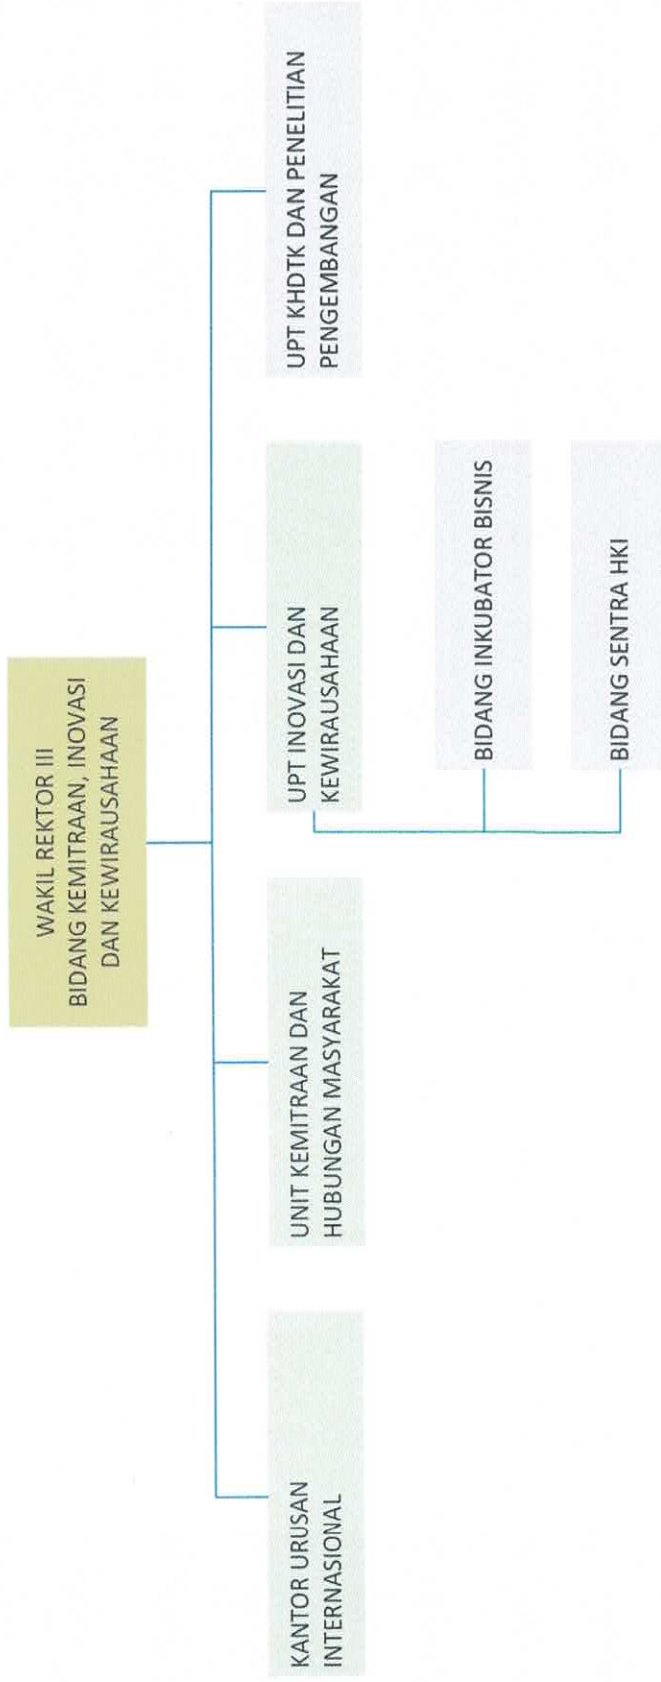 WAKIL REKTOR III
BIDANG KEMITRAAN, INOVASI
DAN KEWIRAUSAHAAN
KANTOR URUSAN
INTERNASIONAL
UNIT KEMITRAAN DAN
HUBUNGAN MASYARAKAT
UPT INOVASI DAN
KEWIRAUSAHAAN
BIDANG INKUBATOR BISNIS
BIDANG SENTRA HKI
UPT KHDTK DAN PENELITIAN
PENGEMBANGAN